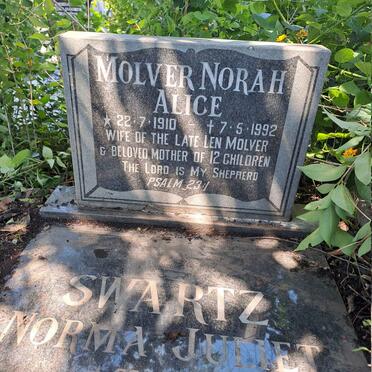 MOLVER NORAH
ALICE
* 22·7·1910 † 7·5·1992
WIFE OF THE LATE LEN MOLVER
& BELOVED MOTHER OF 12 CHILDREN
THE LORD IS MY SHEPHERD
PSALM 23:1
SWARTZ
NORMA JULIET